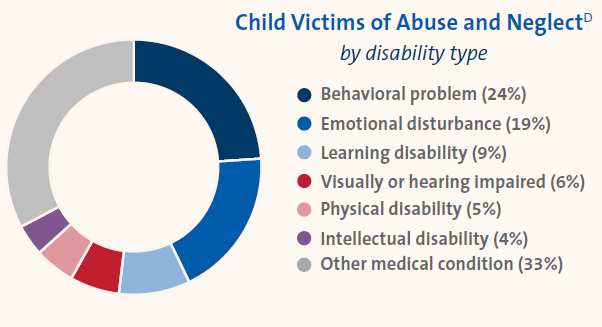 Child Victims of Abuse and NeglectD
by disability type
Behavioral problem (24%)
Emotional disturbance (19%)
Learning disability (9%)
Visually or hearing impaired (6%)
Physical disability (5%)
Intellectual disability (4%)
Other medical condition (33%)